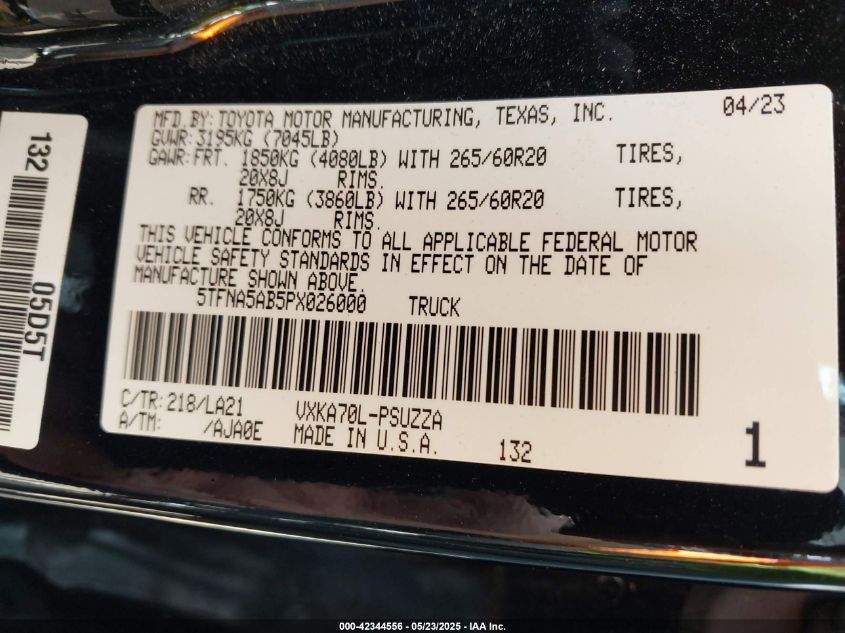 MFD.BY: TOYOTA MOTOR MANUFACTURING, TEXAS, INC. 04/23
GVWR: 3195KG (7045LB)
GAWR: FRT. 1850KG (4080LB) WITH 265/60R20 TIRES,
20X8J RIMS.
RR. 1750KG (3860LB) WITH 265/60R20 TIRES,
20X8J RIMS.
THIS VEHICLE CONFORMS TO ALL APPLICABLE FEDERAL MOTOR
VEHICLE SAFETY STANDARDS IN EFFECT ON THE DATE OF
MANUFACTURE SHOWN ABOVE.
5TFNA5AB5PX026000 TRUCK
C/TR: 218/LA21 VXKA70L-PSUZZA
A/TM: /AJA0E MADE IN U.S.A. 132 1
132 05D5T
000-42344556 - 05/23/2025 - IAA Inc.